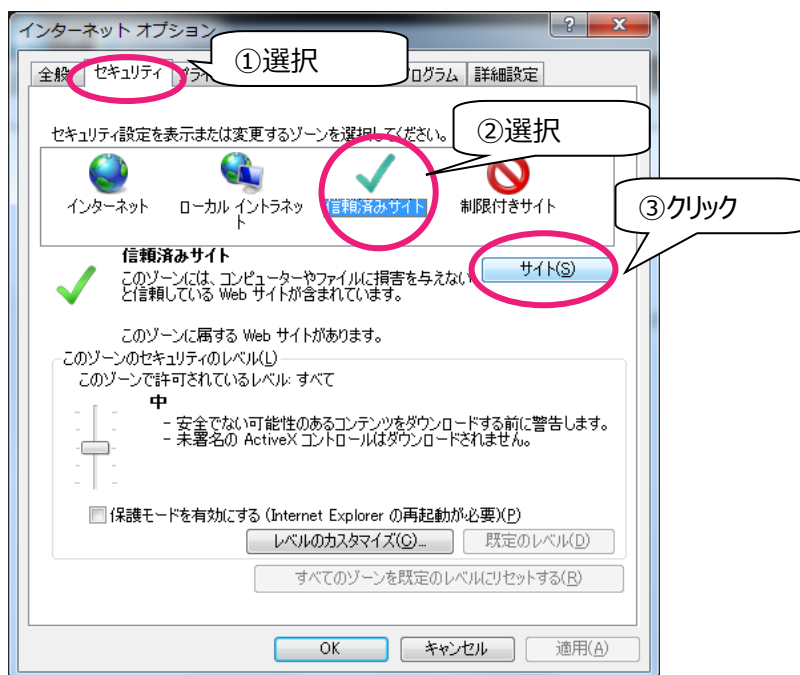 インターネット オプション
①選択
全般
セキュリティ
プライ
ログラム
詳細設定
②選択
セキュリティ設定を表示または変更するゾーンを選択してください。
インターネット
ローカル イントラネッ
ト
信頼済みサイト
制限付きサイト
③クリック
信頼済みサイト
サイト(S)
このゾーンには、コンピューターやファイルに損害を与えない
と信頼している Web サイトが含まれています。
このゾーンに属する Web サイトがあります。
このゾーンのセキュリティのレベル(L)
このゾーンで許可されているレベル: すべて
中
- 安全でない可能性のあるコンテンツをダウンロードする前に警告します。
- 未署名の ActiveX コントロールはダウンロードされません。
保護モードを有効にする (Internet Explorer の再起動が必要)(P)
レベルのカスタマイズ(C)...
既定のレベル(D)
すべてのゾーンを既定のレベルにリセットする(R)
OK
キャンセル
適用(A)